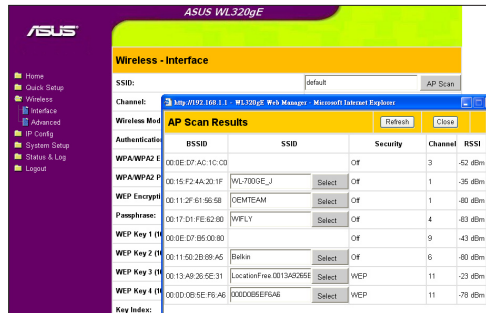 ASUS WL320gE
ASUS
Wireless - Interface
Home
Quick Setup
Wireless
Interface
Advanced
IP Config
System Setup
Status & Log
Logout
SSID: default AP Scan
Channel:
Wireless Mod
Authenticatio
WPA/WPA2 E
WPA/WPA2 P
WEP Encrypti
Passphrase:
WEP Key 1 (1
WEP Key 2 (1
WEP Key 3 (1
WEP Key 4 (1
Key Index:
http://192.168.1.1 - WL320gE Web Manager - Microsoft Internet Explorer
AP Scan Results Refresh Close
BSSID SSID Security Channel RSSI
00:0E:D7:AC:1C:C0 Off 3 -52 dBm
00:15:F2:4A:20:1F WL-700GE_J Select Off 1 -35 dBm
00:11:2F:61:56:58 OEMTEAM Select Off 1 -80 dBm
00:17:D1:FE:62:80 WIFLY Select Off 4 -83 dBm
00:0E:D7:B5:00:80 Off 9 -43 dBm
00:11:50:2B:89:A5 Belkin Select Off 6 -80 dBm
00:13:A9:26:5E:31 LocationFree.0013A9265E Select WEP 11 -23 dBm
00:0D:0B:5E:F6:A6 000D0B5EF6A6 Select WEP 11 -78 dBm